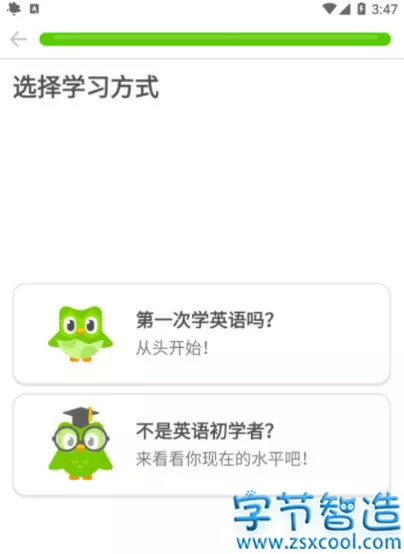 3:47
选择学习方式
第一次学英语吗？
从头开始！
不是英语初学者？
来看看你现在的水平吧！
字节智造
www.zsxcool.com